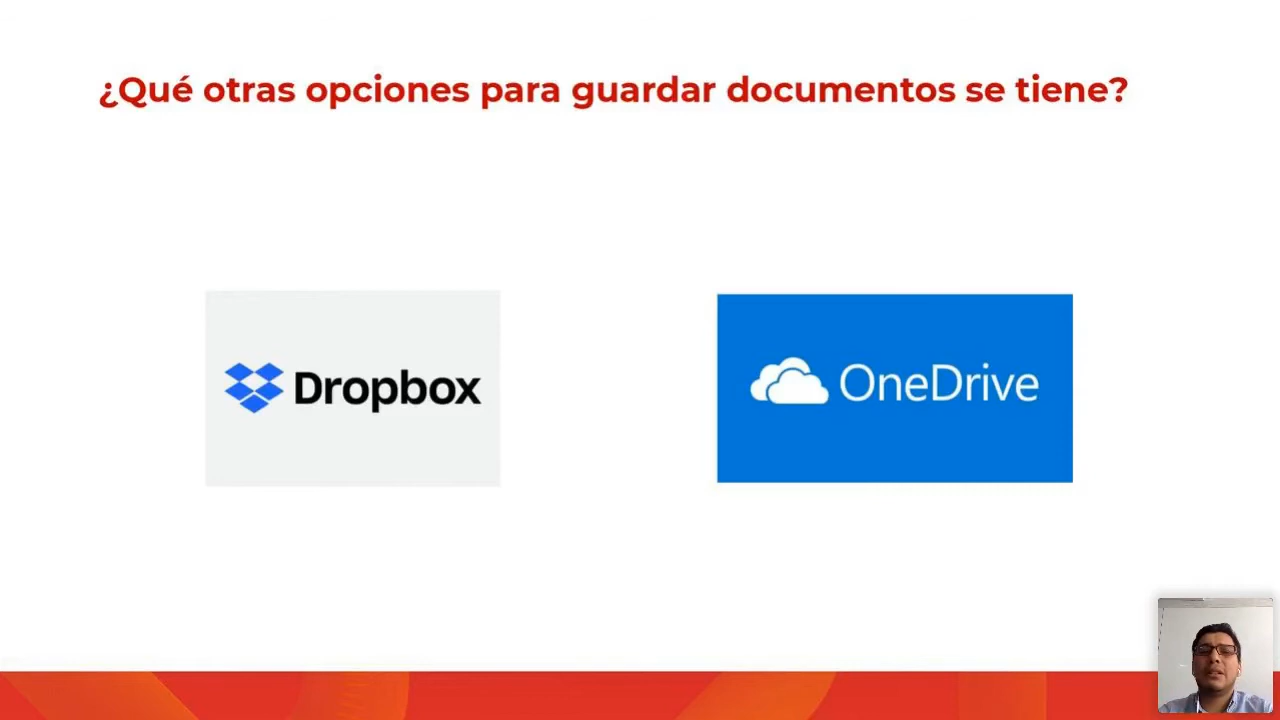 ¿Qué otras opciones para guardar documentos se tiene?
Dropbox
OneDrive